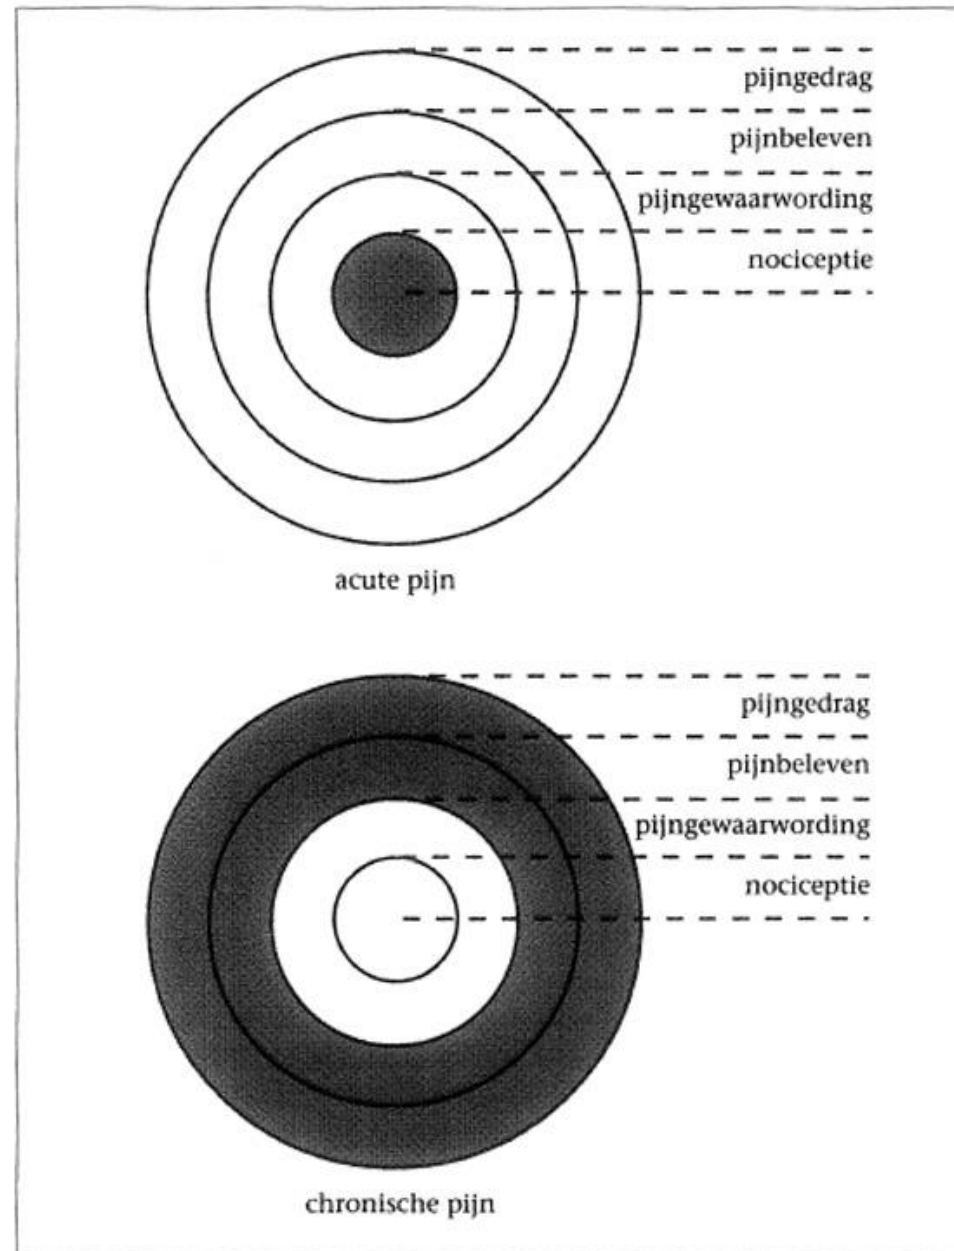 pijngedrag
pijnbeleven
pijngewaarwording
nociceptie
acute pijn
pijngedrag
pijnbeleven
pijngewaarwording
nociceptie
chronische pijn